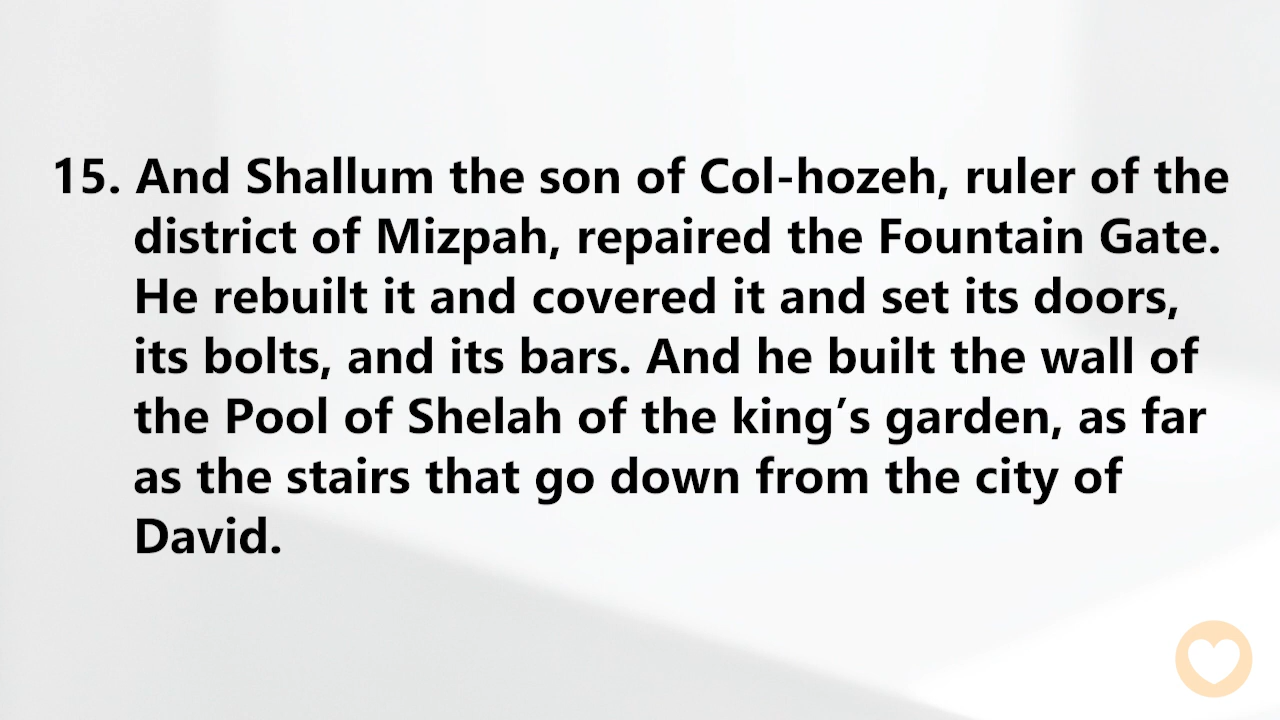 15. And Shallum the son of Col-hozeh, ruler of the
district of Mizpah, repaired the Fountain Gate.
He rebuilt it and covered it and set its doors,
its bolts, and its bars. And he built the wall of
the Pool of Shelah of the king’s garden, as far
as the stairs that go down from the city of
David.